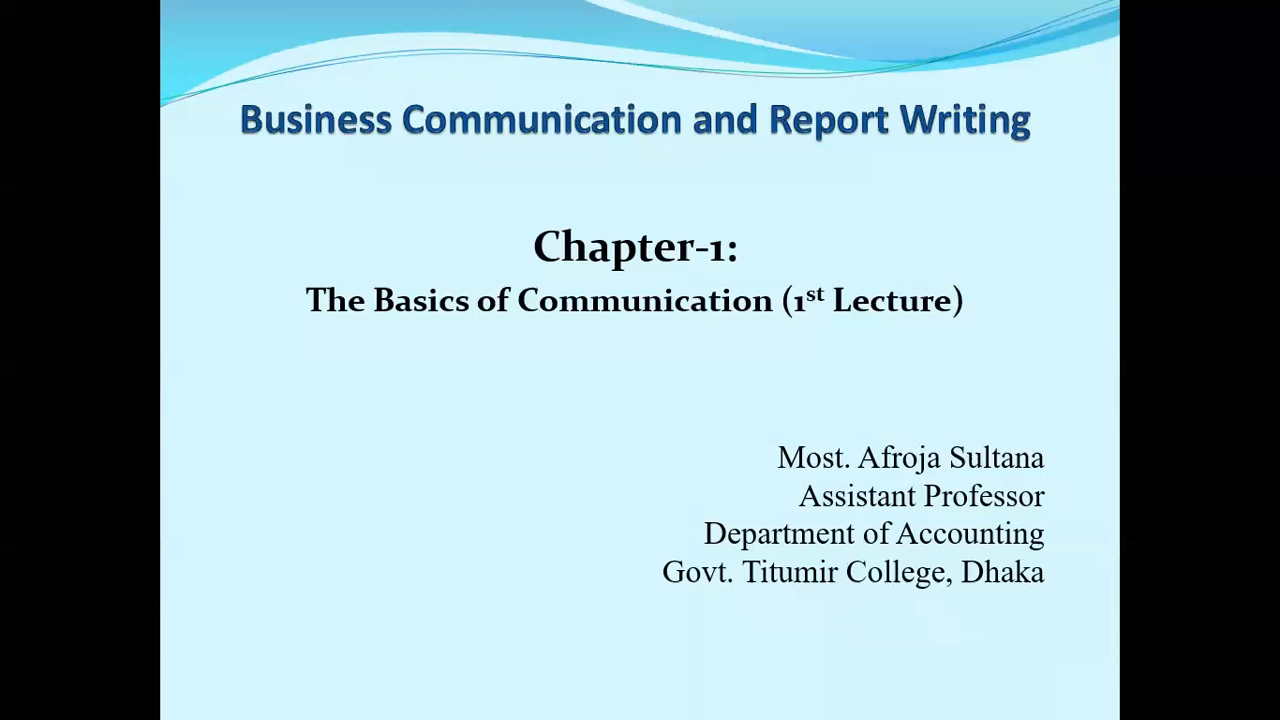 Business Communication and Report Writing
Chapter-1:
The Basics of Communication (1st Lecture)
Most. Afroja Sultana
Assistant Professor
Department of Accounting
Govt. Titumir College, Dhaka